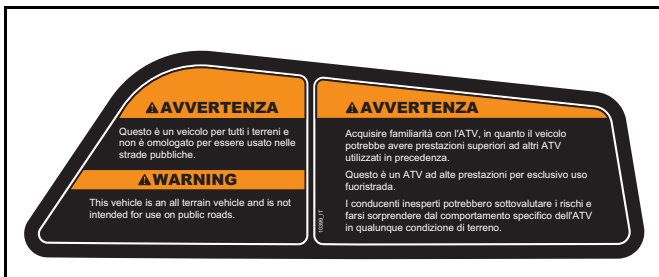 AVVERTENZA
Questo è un veicolo per tutti i terreni e
non è omologato per essere usato nelle
strade pubbliche.
WARNING
This vehicle is an all terrain vehicle and is not
intended for use on public roads.
AVVERTENZA
Acquisire familiarità con l'ATV, in quanto il veicolo
potrebbe avere prestazioni superiori ad altri ATV
utilizzati in precedenza.
Questo è un ATV ad alte prestazioni per esclusivo uso
fuoristrada.
I conducenti inesperti potrebbero sottovalutare i rischi e
farsi sorprendere dal comportamento specifico dell'ATV
in qualunque condizione di terreno.